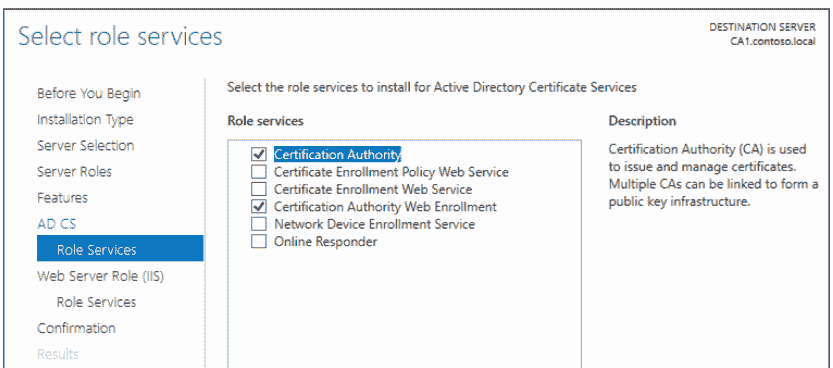 Select role services
DESTINATION SERVER
CA1.contoso.local
Before You Begin
Installation Type
Server Selection
Server Roles
Features
AD CS
Role Services
Web Server Role (IIS)
Role Services
Confirmation
Results
Select the role services to install for Active Directory Certificate Services
Role services
Certification Authority
Certificate Enrollment Policy Web Service
Certificate Enrollment Web Service
Certification Authority Web Enrollment
Network Device Enrollment Service
Online Responder
Description
Certification Authority (CA) is used
to issue and manage certificates.
Multiple CAs can be linked to form a
public key infrastructure.